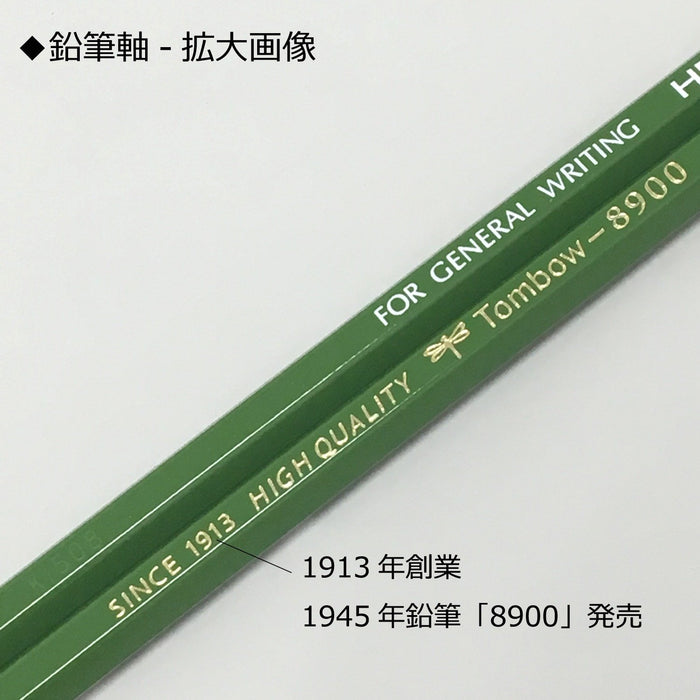 ◆鉛筆軸 - 拡大画像
FOR GENERAL WRITING
SINCE 1913 HIGH QUALITY Tombow-8900
K 508
1913 年創業
1945 年鉛筆「8900」発売